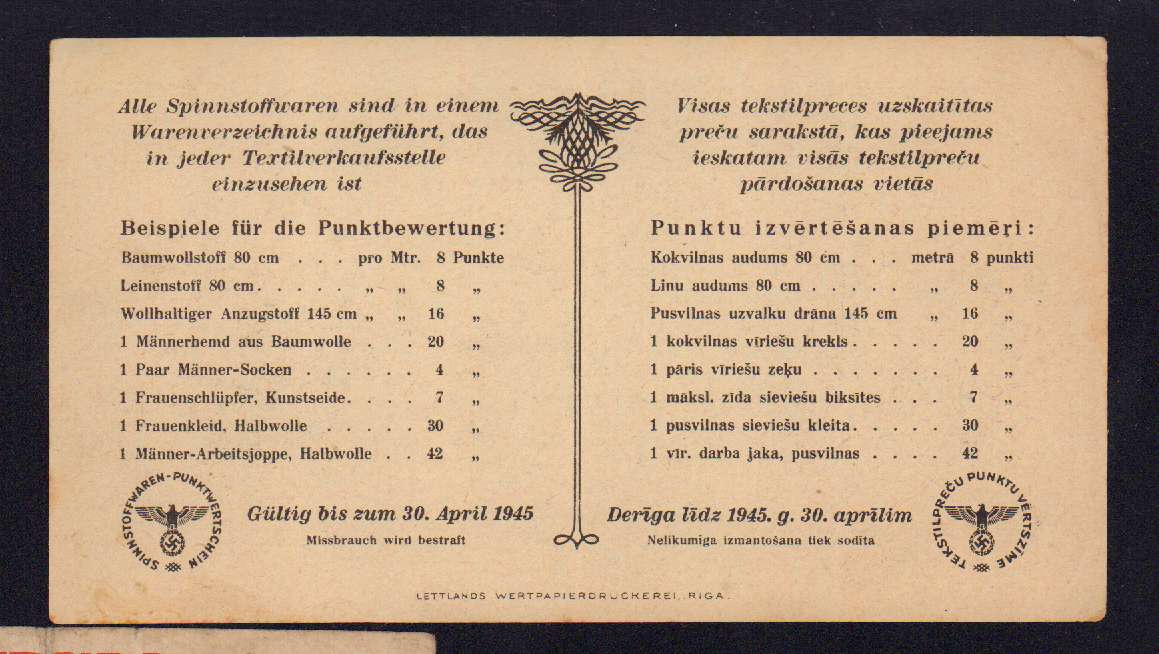 Alle Spinnstoffwaren sind in einem
Warenverzeichnis aufgeführt, das
in jeder Textilverkaufsstelle
einzusehen ist
Beispiele für die Punktbewertung:
Baumwollstoff 80 cm . . . pro Mtr. 8 Punkte
Leinenstoff 80 cm. . . . . „ „ 8 „
Wollhaltiger Anzugstoff 145 cm „ „ 16 „
1 Männerhemd aus Baumwolle . . . 20 „
1 Paar Männer-Socken . . . . . . 4 „
1 Frauenschlüpfer, Kunstseide. . . . 7 „
1 Frauenkleid, Halbwolle . . . . . 30 „
1 Männer-Arbeitsjoppe, Halbwolle . . 42 „
SPINNSTOFFWAREN-PUNKTWERTSCHEIN
Gültig bis zum 30. April 1945
Missbrauch wird bestraft
Visas tekstilpreces uzskaitītas
preču sarakstā, kas pieejams
ieskatam visās tekstilpreču
pārdošanas vietās
Punktu izvērtēšanas piemēŗi:
Kokvilnas audums 80 cm . . . metrā 8 punkti
Linu audums 80 cm . . . . . „ 8 „
Pusvilnas uzvalku drāna 145 cm „ 16 „
1 kokvilnas vīriešu krekls. . . . . 20 „
1 pāris vīriešu zeķu . . . . . . . 4 „
1 māksl. zīda sieviešu biksītes . . . 7 „
1 pusvilnas sieviešu kleita. . . . . 30 „
1 vīr. darba jaka, pusvilnas . . . . 42 „
Derīga līdz 1945. g. 30. aprīlim
Nelikumīga izmantošana tiek sodīta
TEKSTILPREČU PUNKTU VĒRTSZĪME
LETTLANDS WERTPAPIERDRUCKEREI, RIGA.